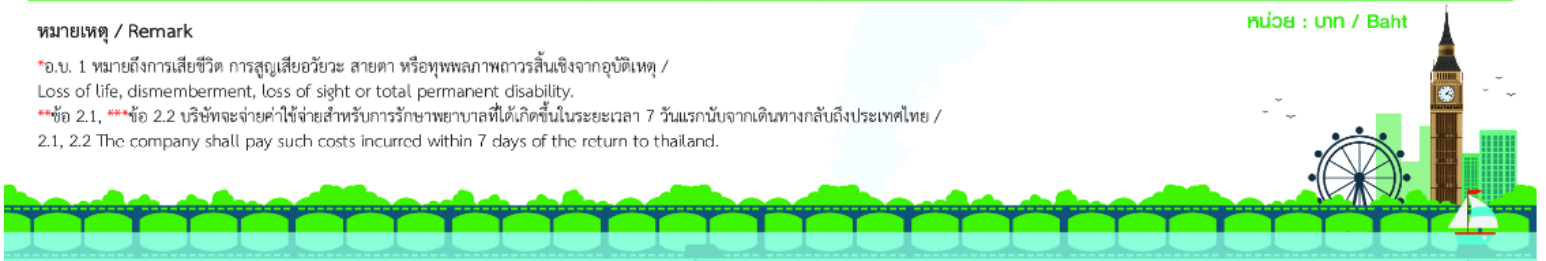 หน่วย : บาท / Baht
หมายเหตุ / Remark
*อ.บ. 1 หมายถึงการเสียชีวิต การสูญเสียอวัยวะ สายตา หรือทุพพลภาพถาวรสิ้นเชิงจากอุบัติเหตุ /
Loss of life, dismemberment, loss of sight or total permanent disability.
**ข้อ 2.1, ***ข้อ 2.2 บริษัทจะจ่ายค่าใช้จ่ายสำหรับการรักษาพยาบาลที่ได้เกิดขึ้นในระยะเวลา 7 วันแรกนับจากเดินทางกลับถึงประเทศไทย /
2.1, 2.2 The company shall pay such costs incurred within 7 days of the return to thailand.